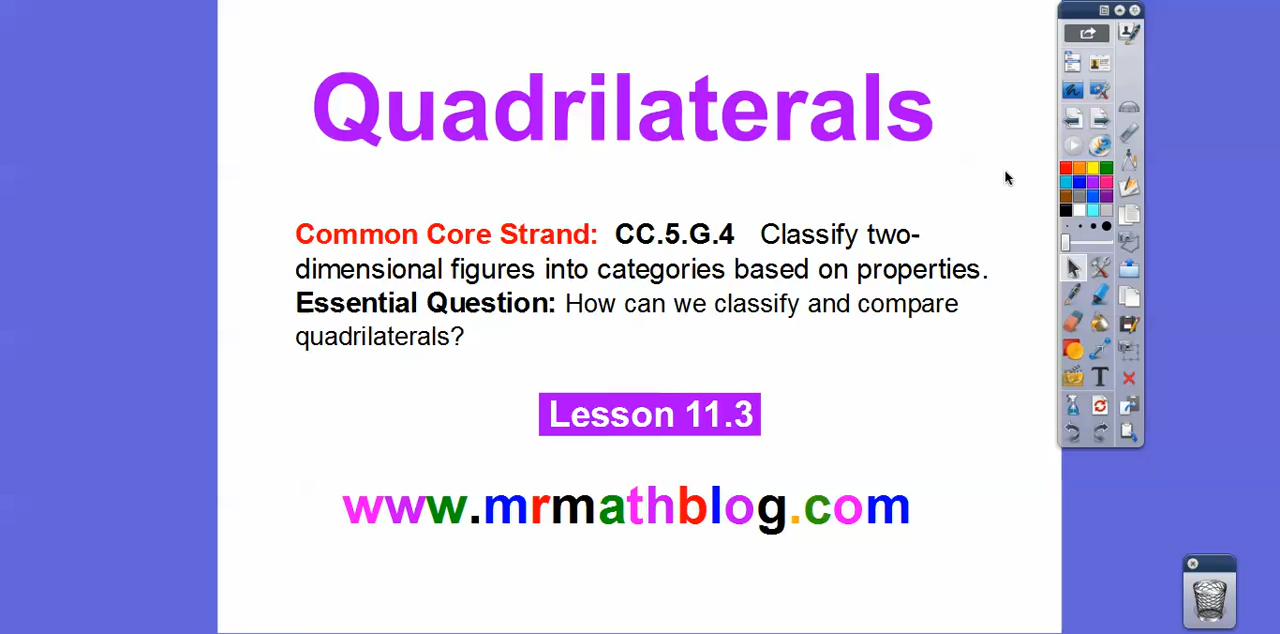 Quadrilaterals
Common Core Strand: CC.5.G.4 Classify two-
dimensional figures into categories based on properties.
Essential Question: How can we classify and compare
quadrilaterals?
Lesson 11.3
www.mrmathblog.com
T